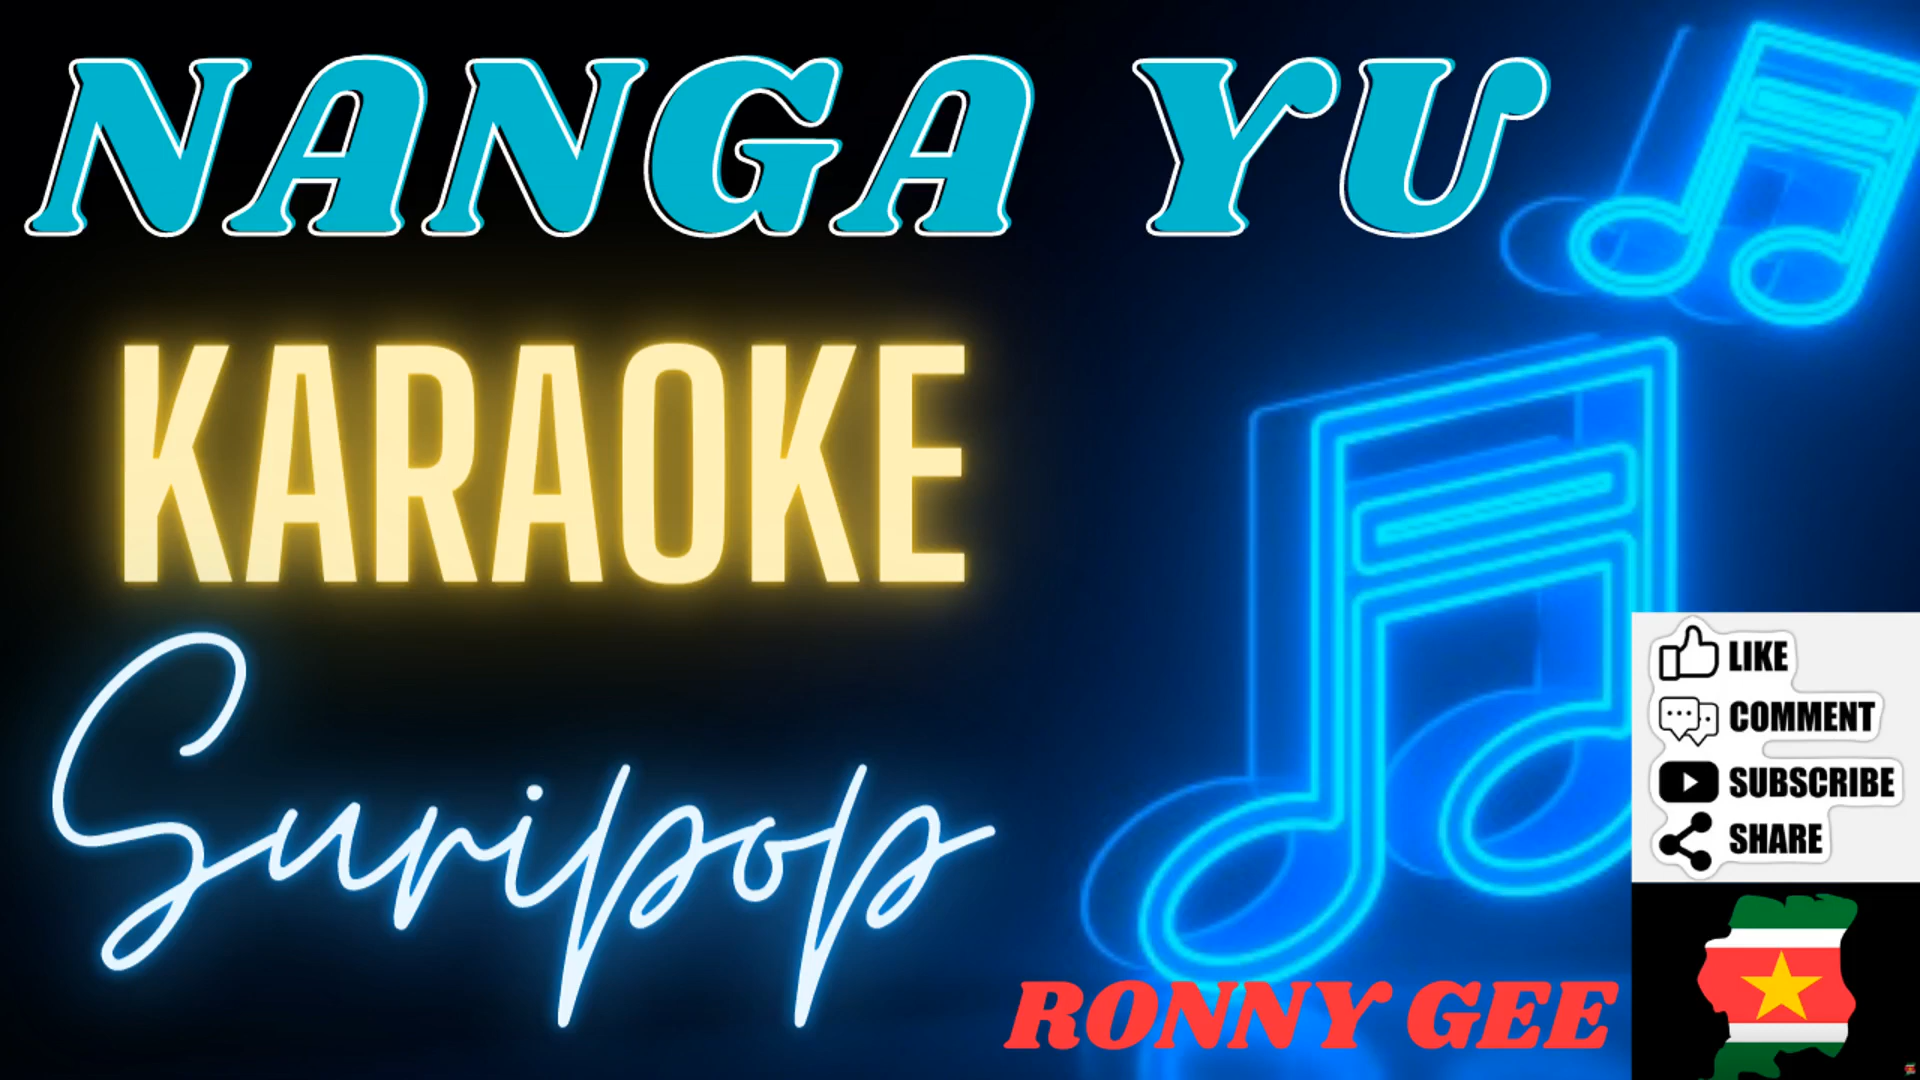 NANGA YU
KARAOKE
Suripop
LIKE
COMMENT
SUBSCRIBE
SHARE
RONNY GEE